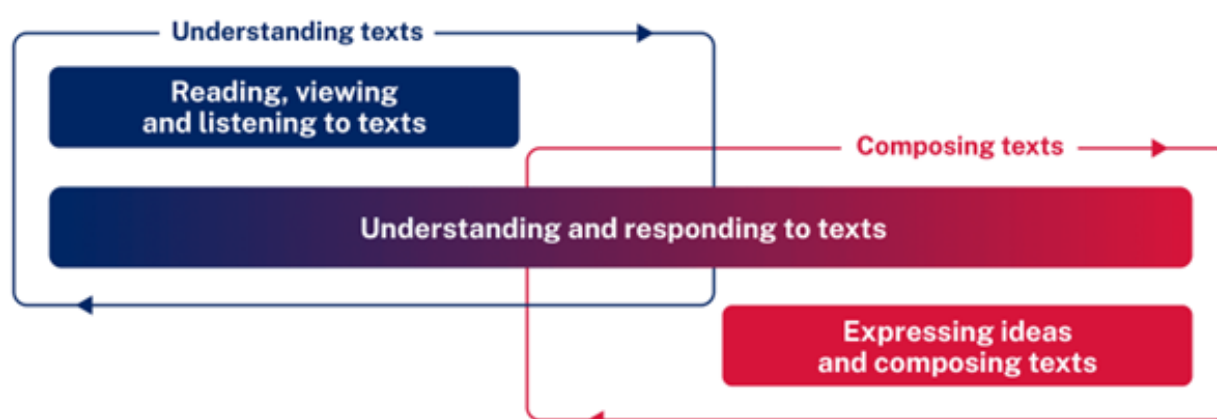 Understanding texts
Reading, viewing
and listening to texts
Composing texts
Understanding and responding to texts
Expressing ideas
and composing texts